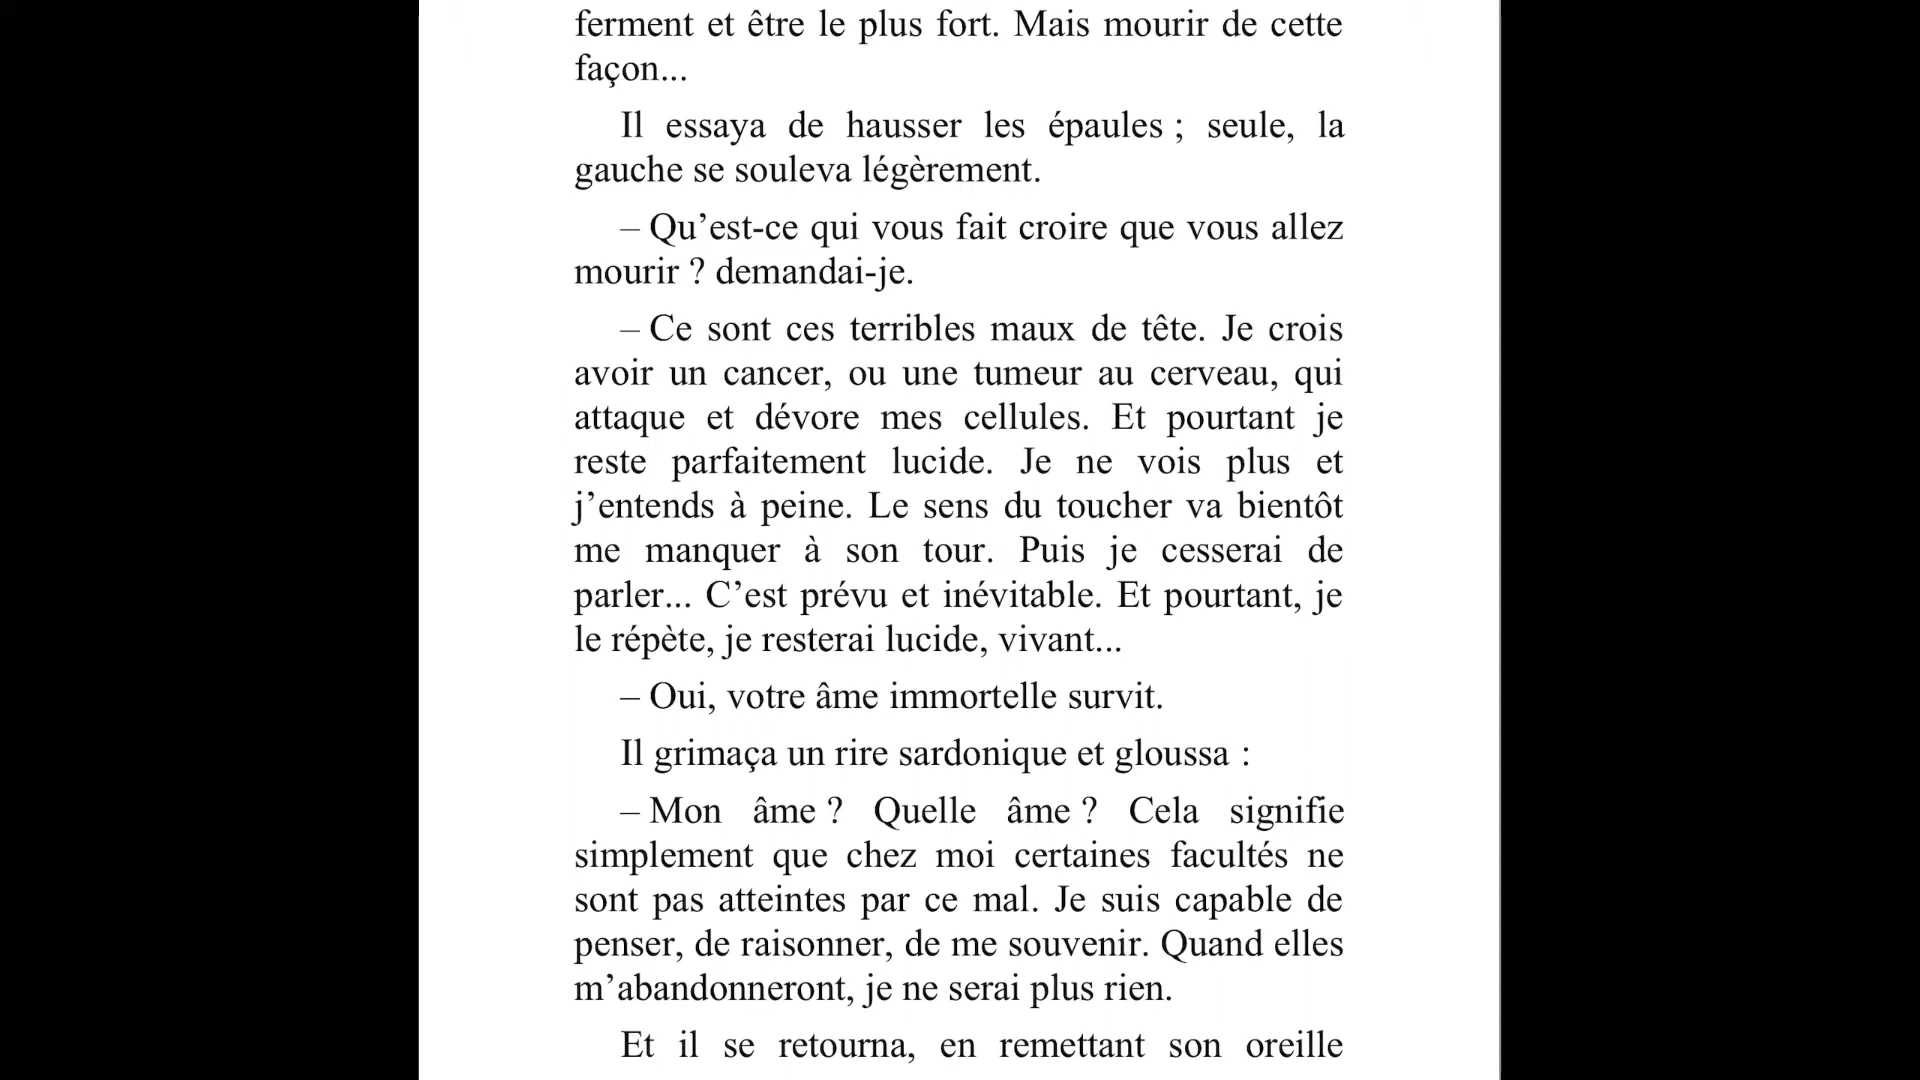 ferment et être le plus fort. Mais mourir de cette
façon...
Il essaya de hausser les épaules ; seule, la
gauche se souleva légèrement.
– Qu’est-ce qui vous fait croire que vous allez
mourir ? demandai-je.
– Ce sont ces terribles maux de tête. Je crois
avoir un cancer, ou une tumeur au cerveau, qui
attaque et dévore mes cellules. Et pourtant je
reste parfaitement lucide. Je ne vois plus et
j’entends à peine. Le sens du toucher va bientôt
me manquer à son tour. Puis je cesserai de
parler... C’est prévu et inévitable. Et pourtant, je
le répète, je resterai lucide, vivant...
– Oui, votre âme immortelle survit.
Il grimaça un rire sardonique et gloussa :
– Mon âme ? Quelle âme ? Cela signifie
simplement que chez moi certaines facultés ne
sont pas atteintes par ce mal. Je suis capable de
penser, de raisonner, de me souvenir. Quand elles
m’abandonneront, je ne serai plus rien.
Et il se retourna, en remettant son oreille